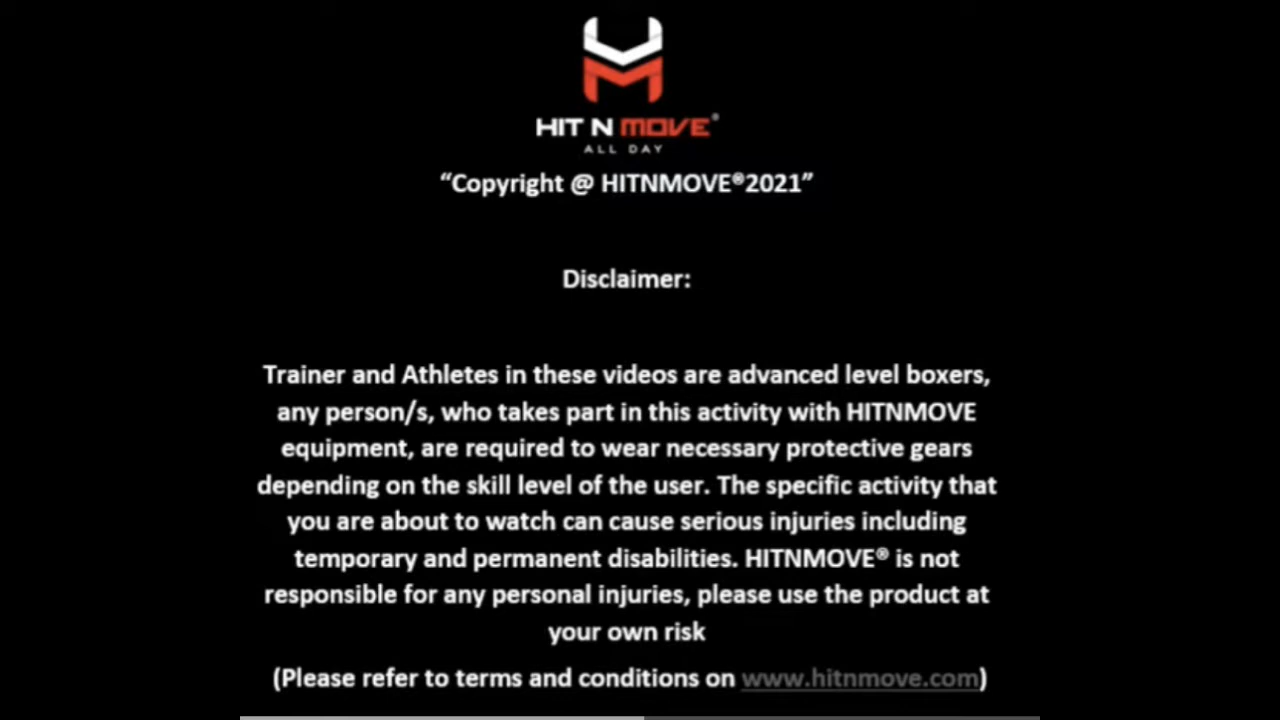 HIT N MOVE®
ALL DAY
“Copyright @ HITNMOVE®2021”
Disclaimer:
Trainer and Athletes in these videos are advanced level boxers,
any person/s, who takes part in this activity with HITNMOVE
equipment, are required to wear necessary protective gears
depending on the skill level of the user. The specific activity that
you are about to watch can cause serious injuries including
temporary and permanent disabilities. HITNMOVE® is not
responsible for any personal injuries, please use the product at
your own risk
(Please refer to terms and conditions on www.hitnmove.com)